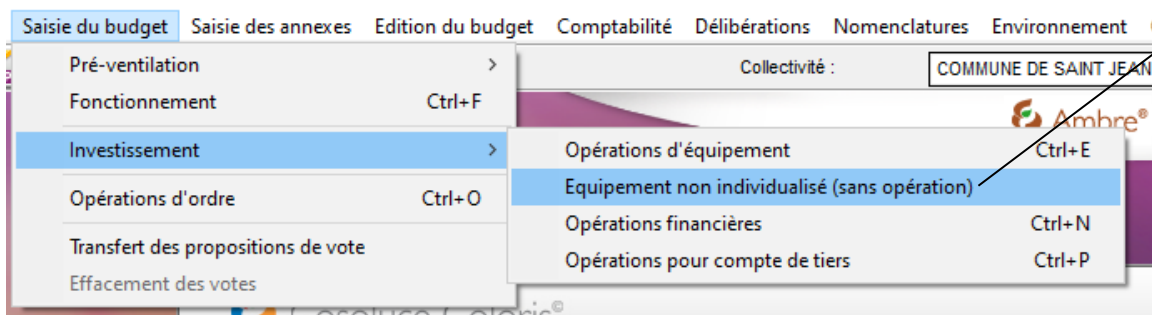 Saisie du budget Saisie des annexes Edition du budget Comptabilité Délibérations Nomenclatures Environnement
Pré-ventilation
Collectivité : COMMUNE DE SAINT JEAN
Fonctionnement Ctrl+F
Ambre®
Investissement
Opérations d'équipement Ctrl+E
Equipement non individualisé (sans opération)
Opérations d'ordre Ctrl+O
Opérations financières Ctrl+N
Transfert des propositions de vote
Opérations pour compte de tiers Ctrl+P
Effacement des votes